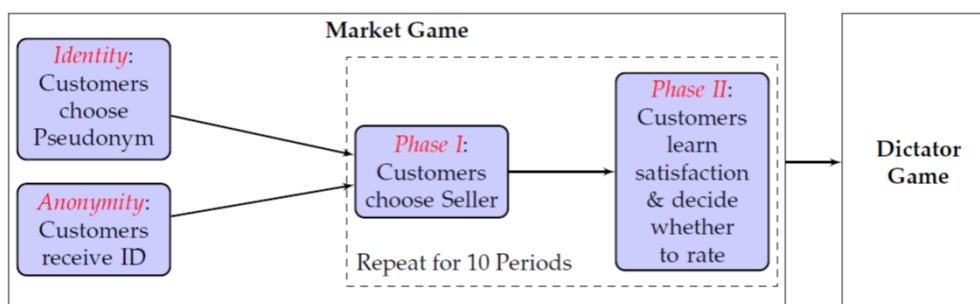 Market Game
Identity:
Customers
choose
Pseudonym
Anonymity:
Customers
receive ID
Phase I:
Customers
choose Seller
Repeat for 10 Periods
Phase II:
Customers
learn
satisfaction
& decide
whether
to rate
Dictator
Game